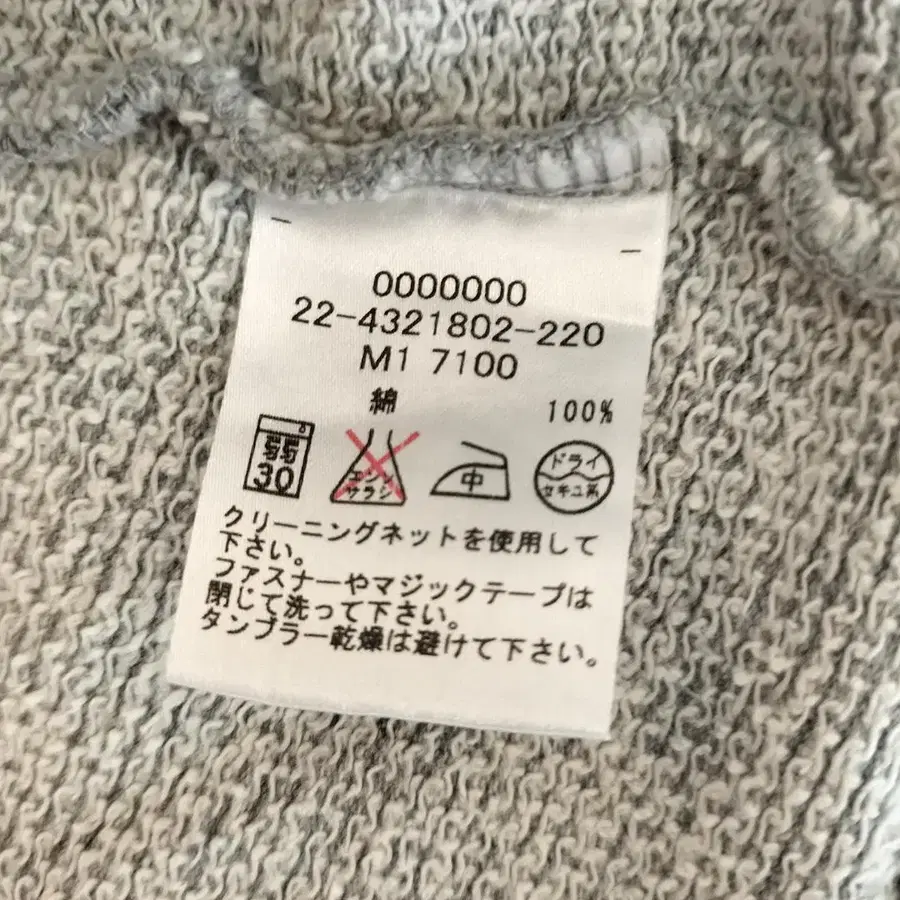 0000000
22-4321802-220
M1 7100
綿 100%
弱
30
エンソ
サラシ
中
ドライ
セキユ系
クリーニングネットを使用して
下さい。
ファスナーやマジックテープは
閉じて洗って下さい。
タンブラー乾燥は避けて下さい。